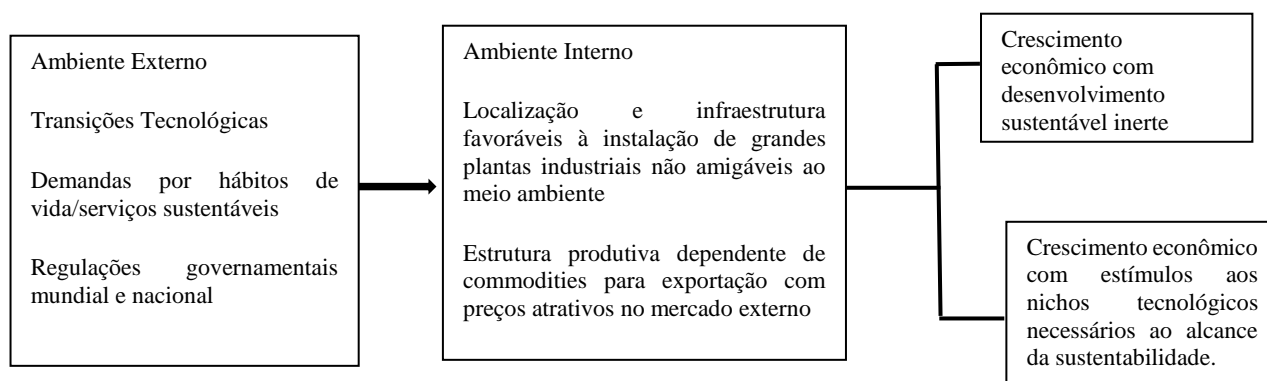 Ambiente Externo
Transições Tecnológicas
Demandas por hábitos de
vida/serviços sustentáveis
Regulações governamentais
mundial e nacional
Ambiente Interno
Localização e infraestrutura
favoráveis à instalação de grandes
plantas industriais não amigáveis ao
meio ambiente
Estrutura produtiva dependente de
commodities para exportação com
preços atrativos no mercado externo
Crescimento
econômico com
desenvolvimento
sustentável inerte
Crescimento econômico
com estímulos aos
nichos tecnológicos
necessários ao alcance
da sustentabilidade.